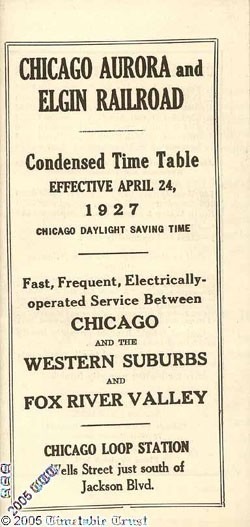 CHICAGO AURORA and
ELGIN RAILROAD
Condensed Time Table
EFFECTIVE APRIL 24,
1927
CHICAGO DAYLIGHT SAVING TIME
Fast, Frequent, Electrically-
operated Service Between
CHICAGO
AND THE
WESTERN SUBURBS
AND
FOX RIVER VALLEY
CHICAGO LOOP STATION
Wells Street just south of
Jackson Blvd.
2005
© 2005 Timetable Trust